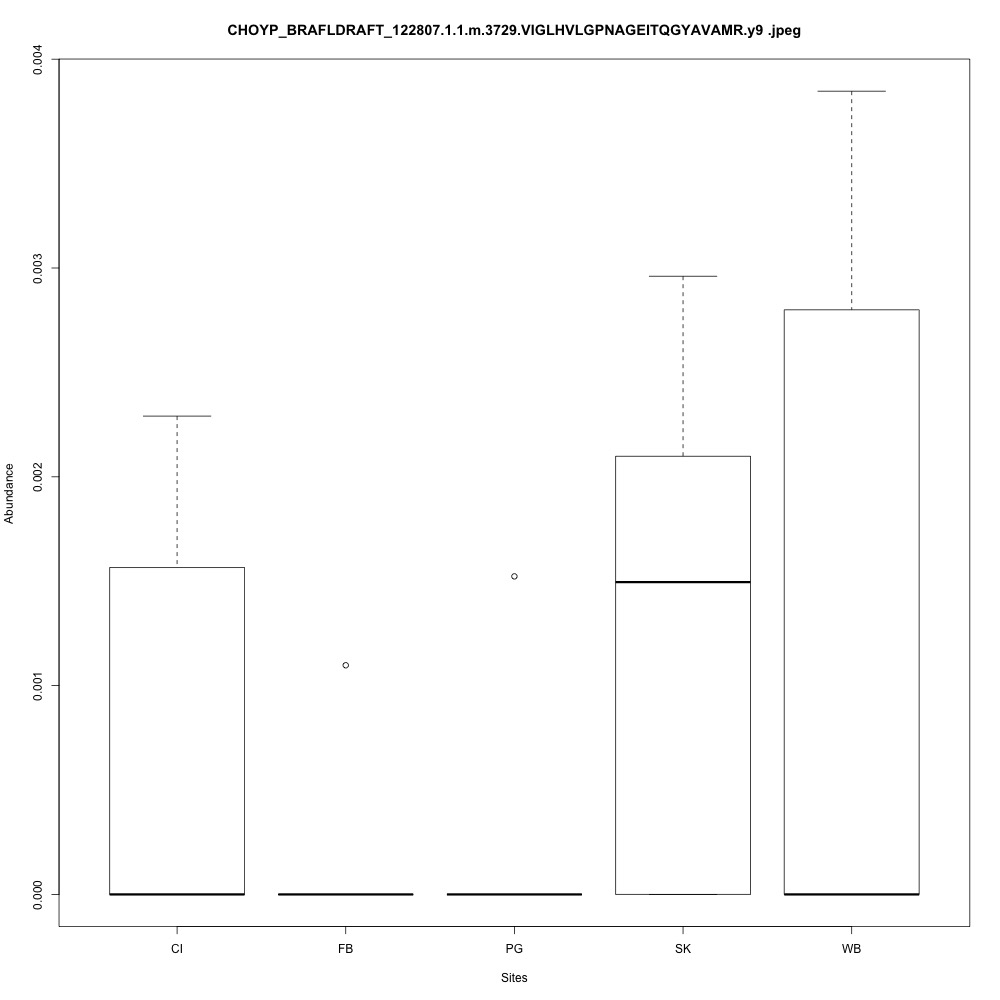 CHOYP_BRAFLDRAFT_122807.1.1.m.3729.VIGLHVLGPNAGEITQGYAVAMR.y9 .jpeg
0.004
0.003
0.002
0.001
0.000
Abundance
CI FB PG SK WB
Sites